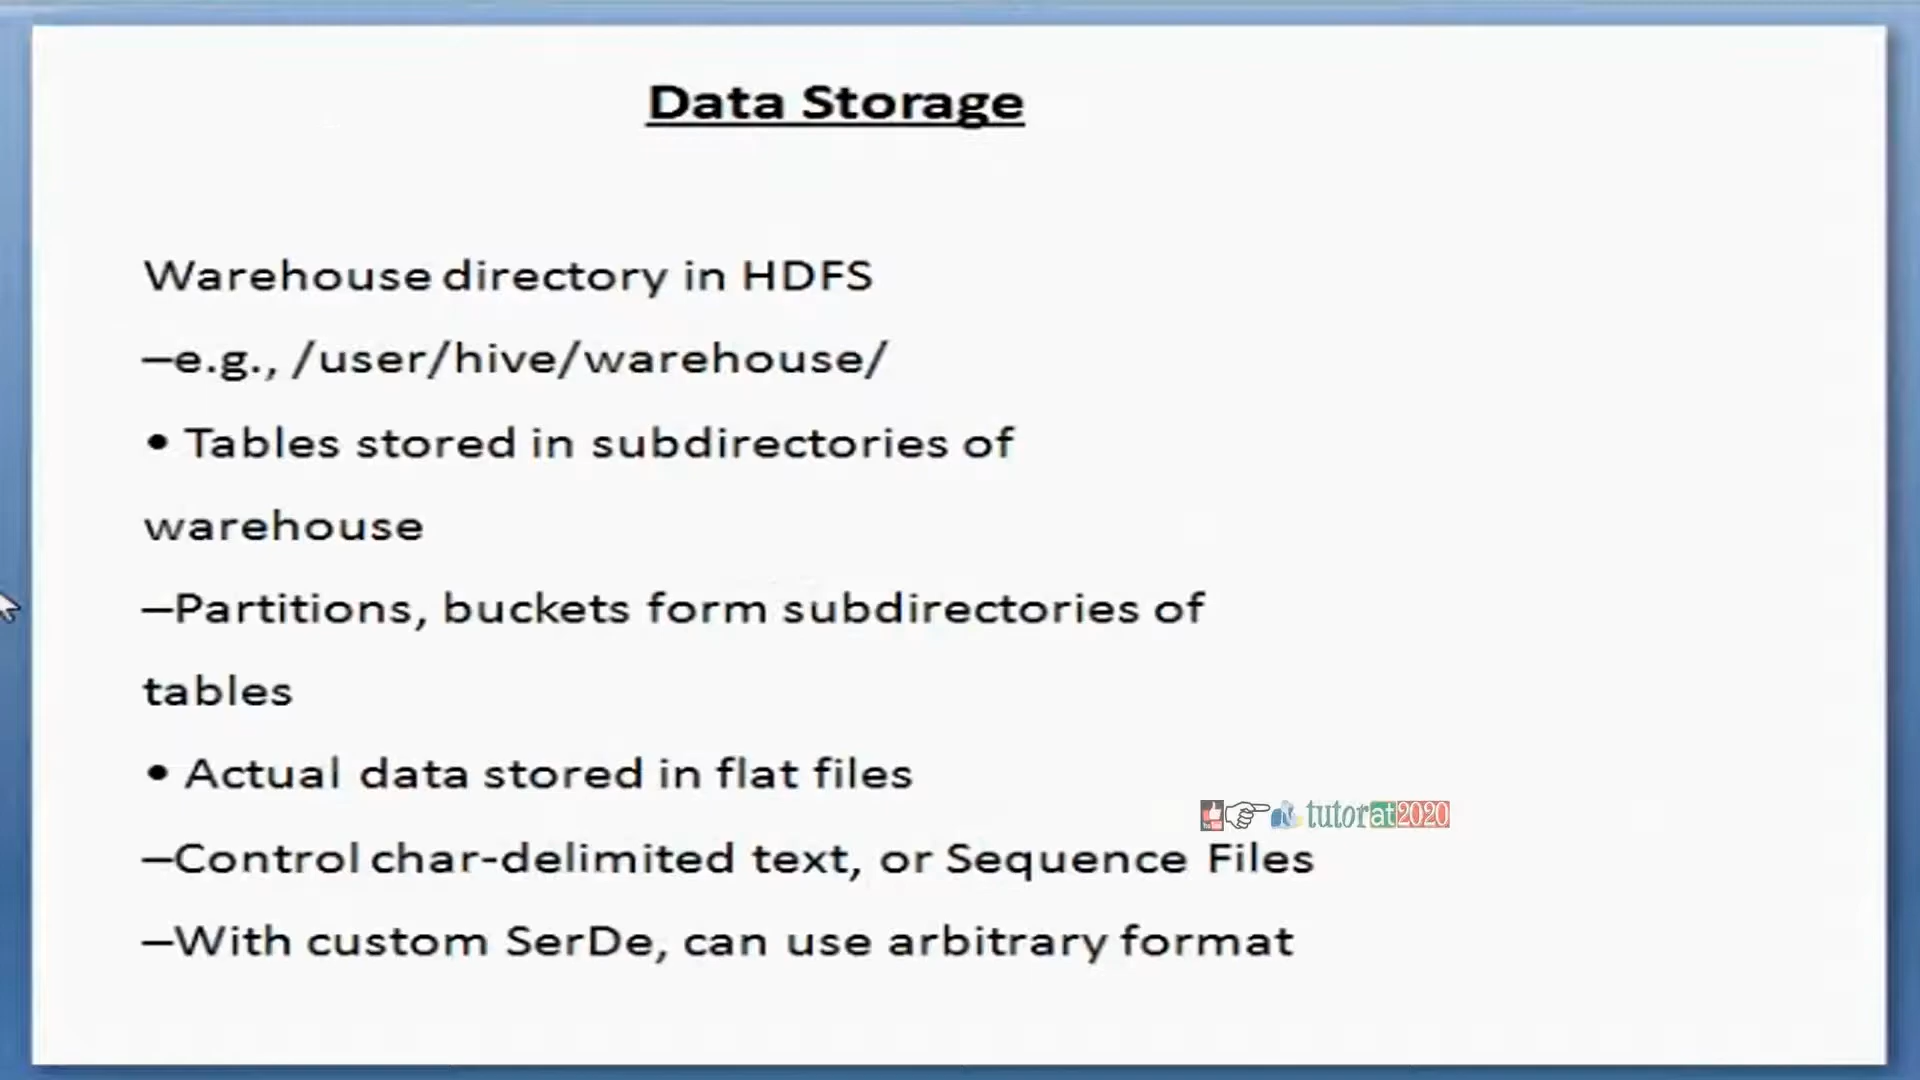 Data Storage
Warehouse directory in HDFS
—e.g., /user/hive/warehouse/
• Tables stored in subdirectories of
warehouse
—Partitions, buckets form subdirectories of
tables
• Actual data stored in flat files
tutorat2020
—Control char-delimited text, or Sequence Files
—With custom SerDe, can use arbitrary format